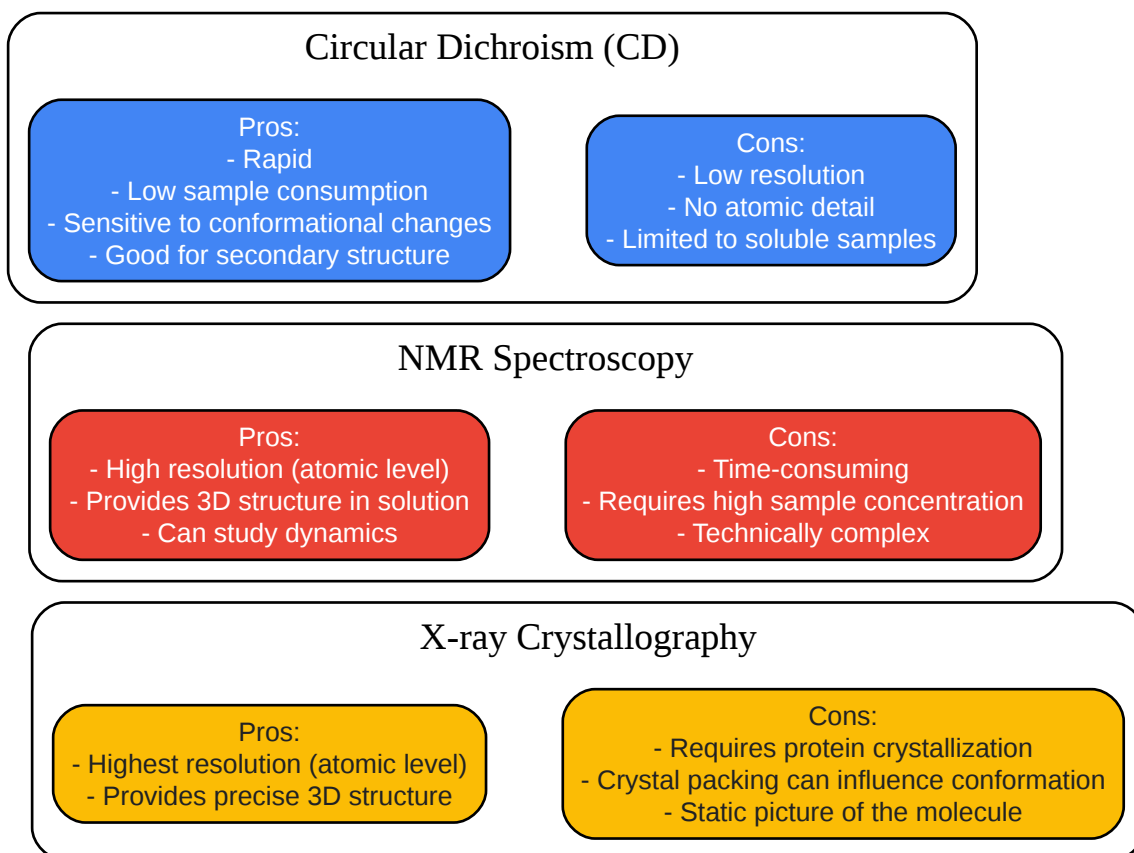 Circular Dichroism (CD)
Pros:
- Rapid
- Low sample consumption
- Sensitive to conformational changes
- Good for secondary structure
Cons:
- Low resolution
- No atomic detail
- Limited to soluble samples
NMR Spectroscopy
Pros:
- High resolution (atomic level)
- Provides 3D structure in solution
- Can study dynamics
Cons:
- Time-consuming
- Requires high sample concentration
- Technically complex
X-ray Crystallography
Pros:
- Highest resolution (atomic level)
- Provides precise 3D structure
Cons:
- Requires protein crystallization
- Crystal packing can influence conformation
- Static picture of the molecule